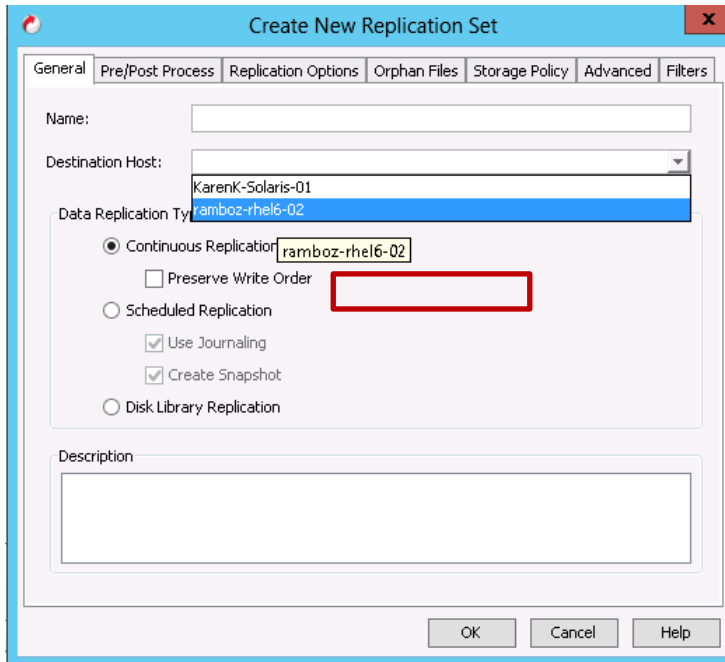 Create New Replication Set
x
General Pre/Post Process Replication Options Orphan Files Storage Policy Advanced Filters
Name:
Destination Host:
KarenK-Solaris-01
ramboz-rhel6-02
Data Replication Ty
Continuous Replication
ramboz-rhel6-02
Preserve Write Order
Scheduled Replication
Use Journaling
Create Snapshot
Disk Library Replication
Description
OK Cancel Help